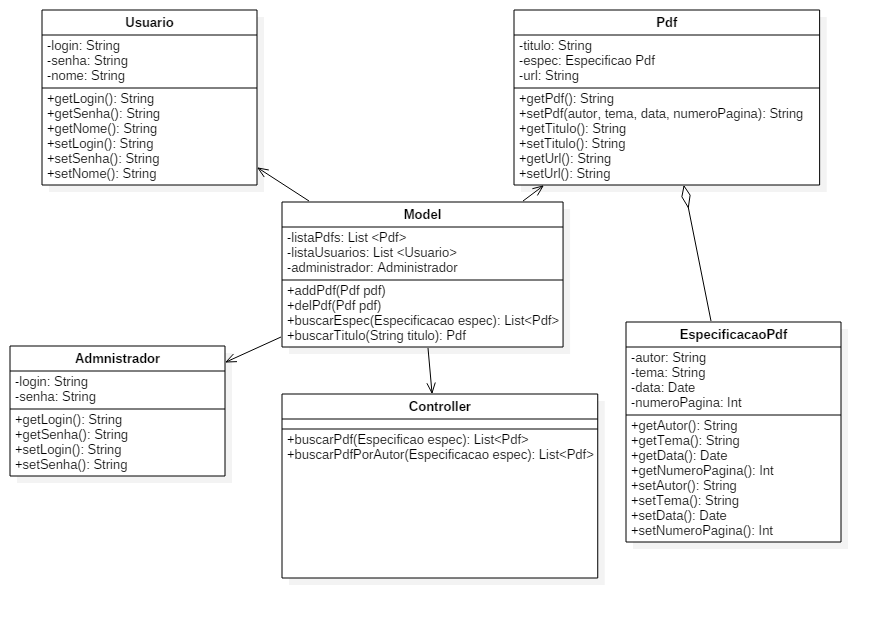 Usuario
-login: String
-senha: String
-nome: String
+getLogin(): String
+getSenha(): String
+getNome(): String
+setLogin(): String
+setSenha(): String
+setNome(): String
Pdf
-titulo: String
-espec: Especificao Pdf
-url: String
+getPdf(): String
+setPdf(autor, tema, data, numeroPagina): String
+getTitulo(): String
+setTitulo(): String
+getUrl(): String
+setUrl(): String
Model
-listaPdfs: List <Pdf>
-listaUsuarios: List <Usuario>
-administrador: Administrador
+addPdf(Pdf pdf)
+delPdf(Pdf pdf)
+buscarEspec(Especificacao espec): List<Pdf>
+buscarTitulo(String titulo): Pdf
Admnistrador
-login: String
-senha: String
+getLogin(): String
+getSenha(): String
+setLogin(): String
+setSenha(): String
Controller
+buscarPdf(Especificao espec): List<Pdf>
+buscarPdfPorAutor(Especificacao espec): List<Pdf>
EspecificacaoPdf
-autor: String
-tema: String
-data: Date
-numeroPagina: Int
+getAutor(): String
+getTema(): String
+getData(): Date
+getNumeroPagina(): Int
+setAutor(): String
+setTema(): String
+setData(): Date
+setNumeroPagina(): Int